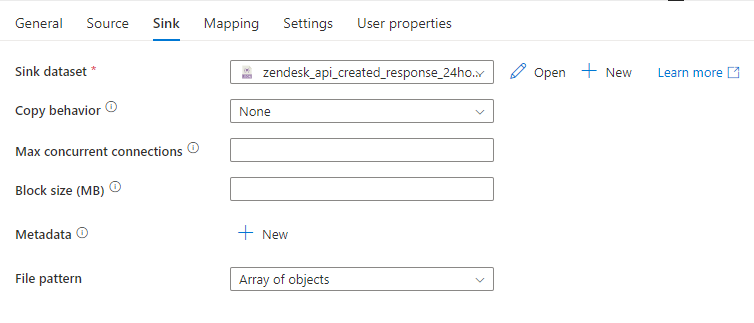 General Source Sink Mapping Settings User properties
Sink dataset * zendesk_api_created_response_24ho... Open New Learn more
Copy behavior None
Max concurrent connections
Block size (MB)
Metadata New
File pattern Array of objects